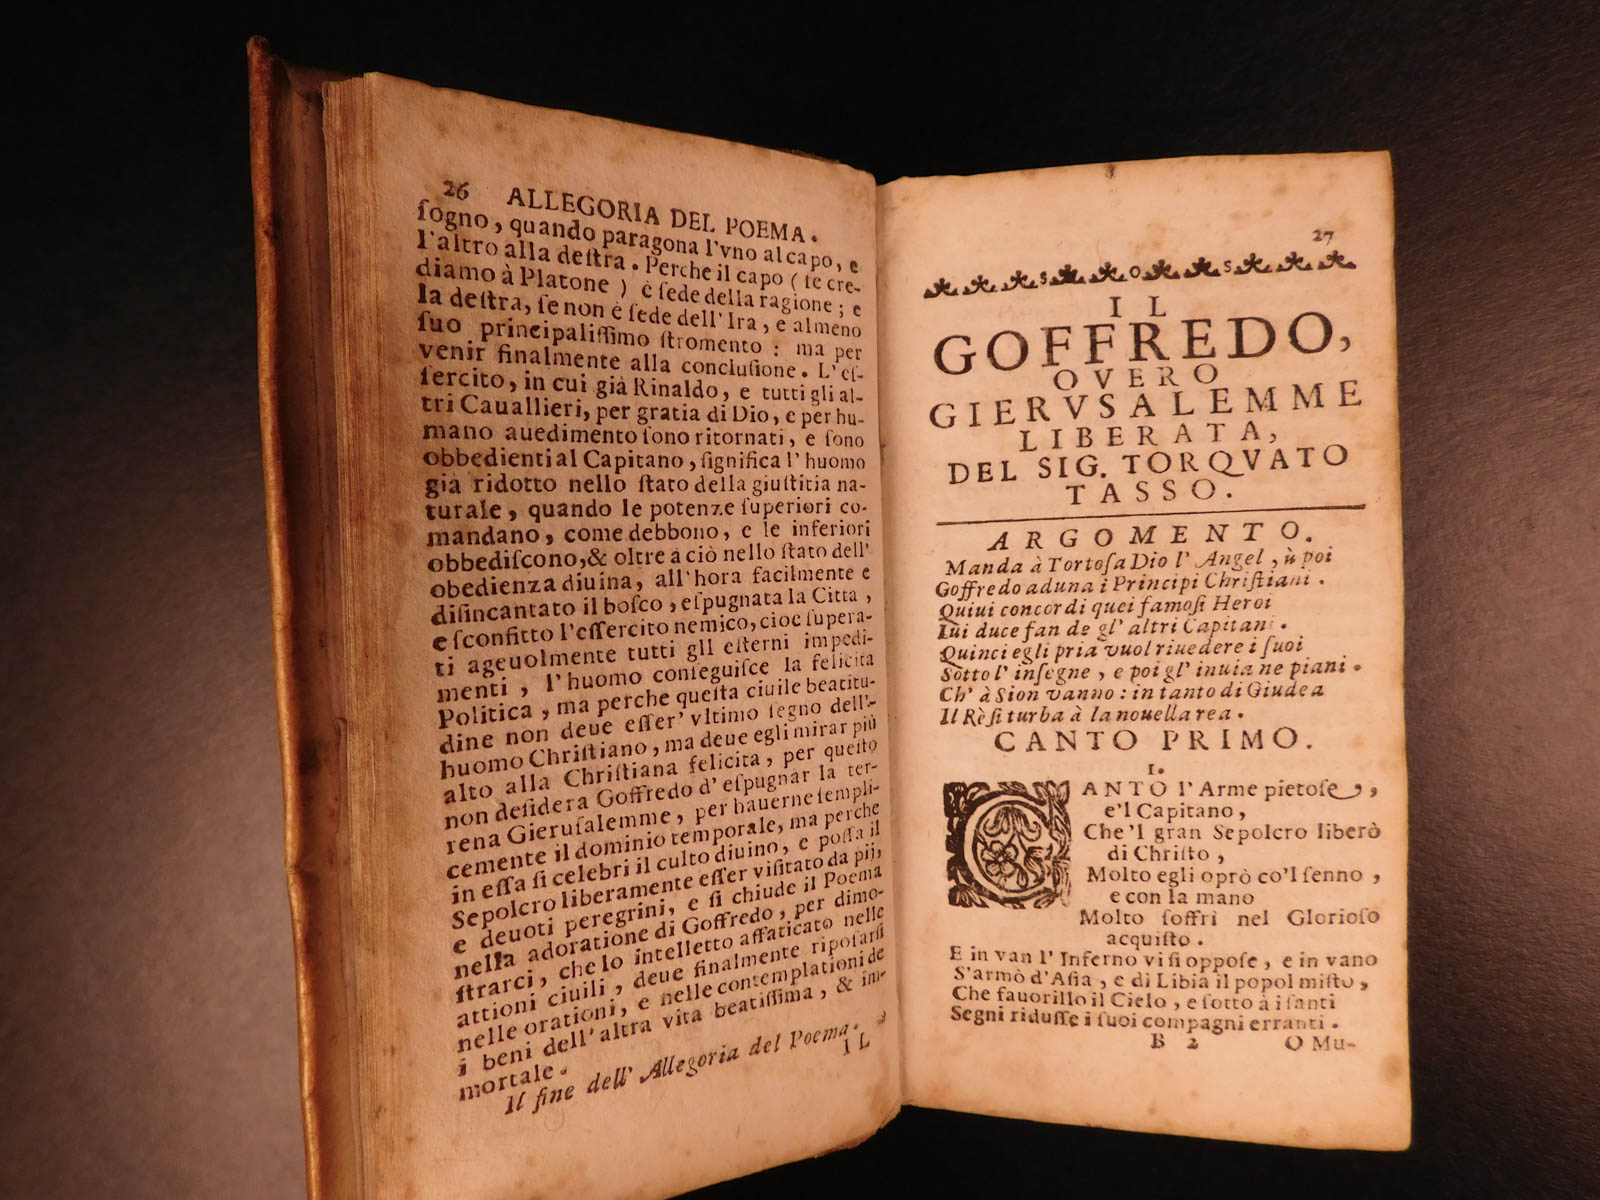 26 ALLEGORIA DEL POEMA.
ſogno, quando paragona l'vno al capo, e
l'altro alla deſtra. Perche il capo (ſe cre-
diamo à Platone) è ſede della ragione; e
la deſtra, ſe non è ſede dell'Ira, e almeno
ſuo principaliſſimo ſtromento: ma per
venir finalmente alla concluſione. L'eſ-
ſercito, in cui già Rinaldo, e tutti gli al-
tri Cauallieri, per gratia di Dio, e per hu-
mano auedimento ſono ritornati, e ſono
obbedienti al Capitano, ſignifica l'huomo
già ridotto nello ſtato della giuſtitia na-
turale, quando le potenze ſuperiori co-
mandano, come debbono, e le inferiori
obbediſcono, & oltre à ciò nello ſtato dell'
obedienza diuina, all'hora facilmente e
diſincantato il boſco, eſpugnata la Citta,
e ſconfitto l'eſſercito nemico, cioe ſupera-
ti ageuolmente tutti gli eſterni impedi-
menti, l'huomo conſeguiſce la felicita
Politica, ma perche queſta ciuile beatitu-
dine non deue eſſer' vltimo ſegno dell'-
huomo Chriſtiano, ma deue egli mirar più
alto alla Chriſtiana felicita, per queſto
non deſidera Goffredo d'eſpugnar la ter-
rena Gieruſalemme, per hauerne ſempli-
cemente il dominio temporale, ma perche
in eſſa ſi celebri il culto diuino, e poſſa il
Sepolcro liberamente eſſer viſitato da pij,
e deuoti peregrini, e ſi chiude il Poema
nella adoratione di Goffredo, per dimo-
ſtrarci, che lo intelletto affaticato nelle
attioni ciuili, deue finalmente ripoſarſi
nelle orationi, e nelle contemplationi de
i beni dell'altra vita beatiſſima, & im-
mortale.
Il fine dell'Allegoria del Poema.
IL
27
S O S
IL
GOFFREDO,
OVERO
GIERVSALEMME
LIBERATA,
DEL SIG. TORQVATO
TASSO.
ARGOMENTO.
Manda à Tortoſa Dio l'Angel, ù poi
Goffredo aduna i Principi Chriſtiani.
Quiui concordi quei famoſi Heroi
Lui duce fan de gl'altri Capitani.
Quinci egli pria vuol riuedere i ſuoi
Sotto l'inſegne, e poi gl'inuia ne piani.
Ch'à Sion vanno: in tanto di Giudea
Il Rè ſi turba à la nouella rea.
CANTO PRIMO.
I.
CANTO l'Arme pietoſe,
e'l Capitano,
Che'l gran Sepolcro liberò
di Chriſto,
Molto egli oprò co'l ſenno,
e con la mano
Molto ſoffri nel Glorioſo
acquiſto.
E in van l'Inferno vi ſi oppoſe, e in vano
S'armò d'Aſia, e di Libia il popol miſto,
Che fauorillo il Cielo, e ſotto à i ſanti
Segni riduſſe i ſuoi compagni erranti.
B 2 O Mu-